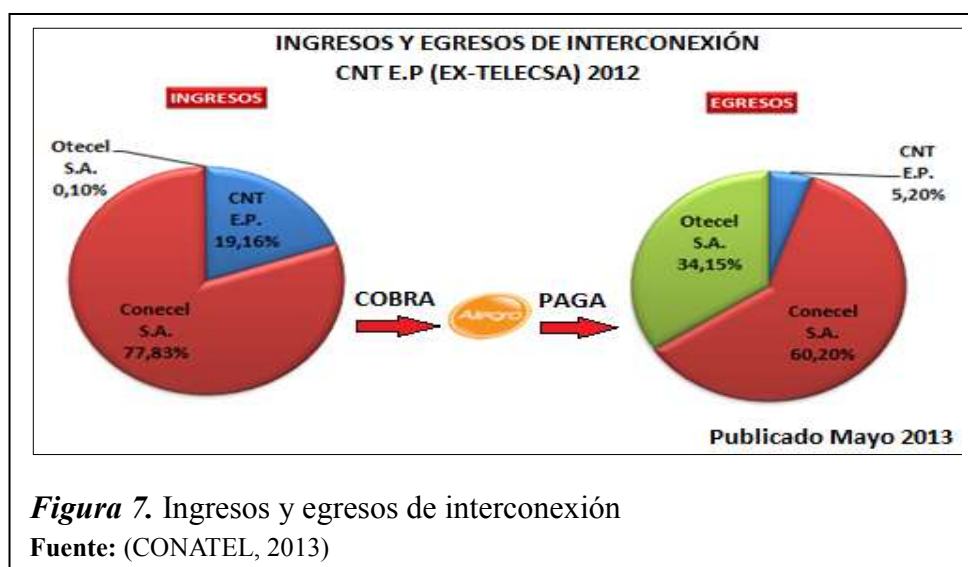 INGRESOS Y EGRESOS DE INTERCONEXIÓN
CNT E.P (EX-TELECSA) 2012
INGRESOS
Otecel
S.A.
0,10%
CNT
E.P.
19,16%
Conecel
S.A.
77,83%
COBRA
PAGA
EGRESOS
CNT
E.P.
5,20%
Otecel
S.A.
34,15%
Conecel
S.A.
60,20%
Publicado Mayo 2013
Figura 7. Ingresos y egresos de interconexión
Fuente: (CONATEL, 2013)